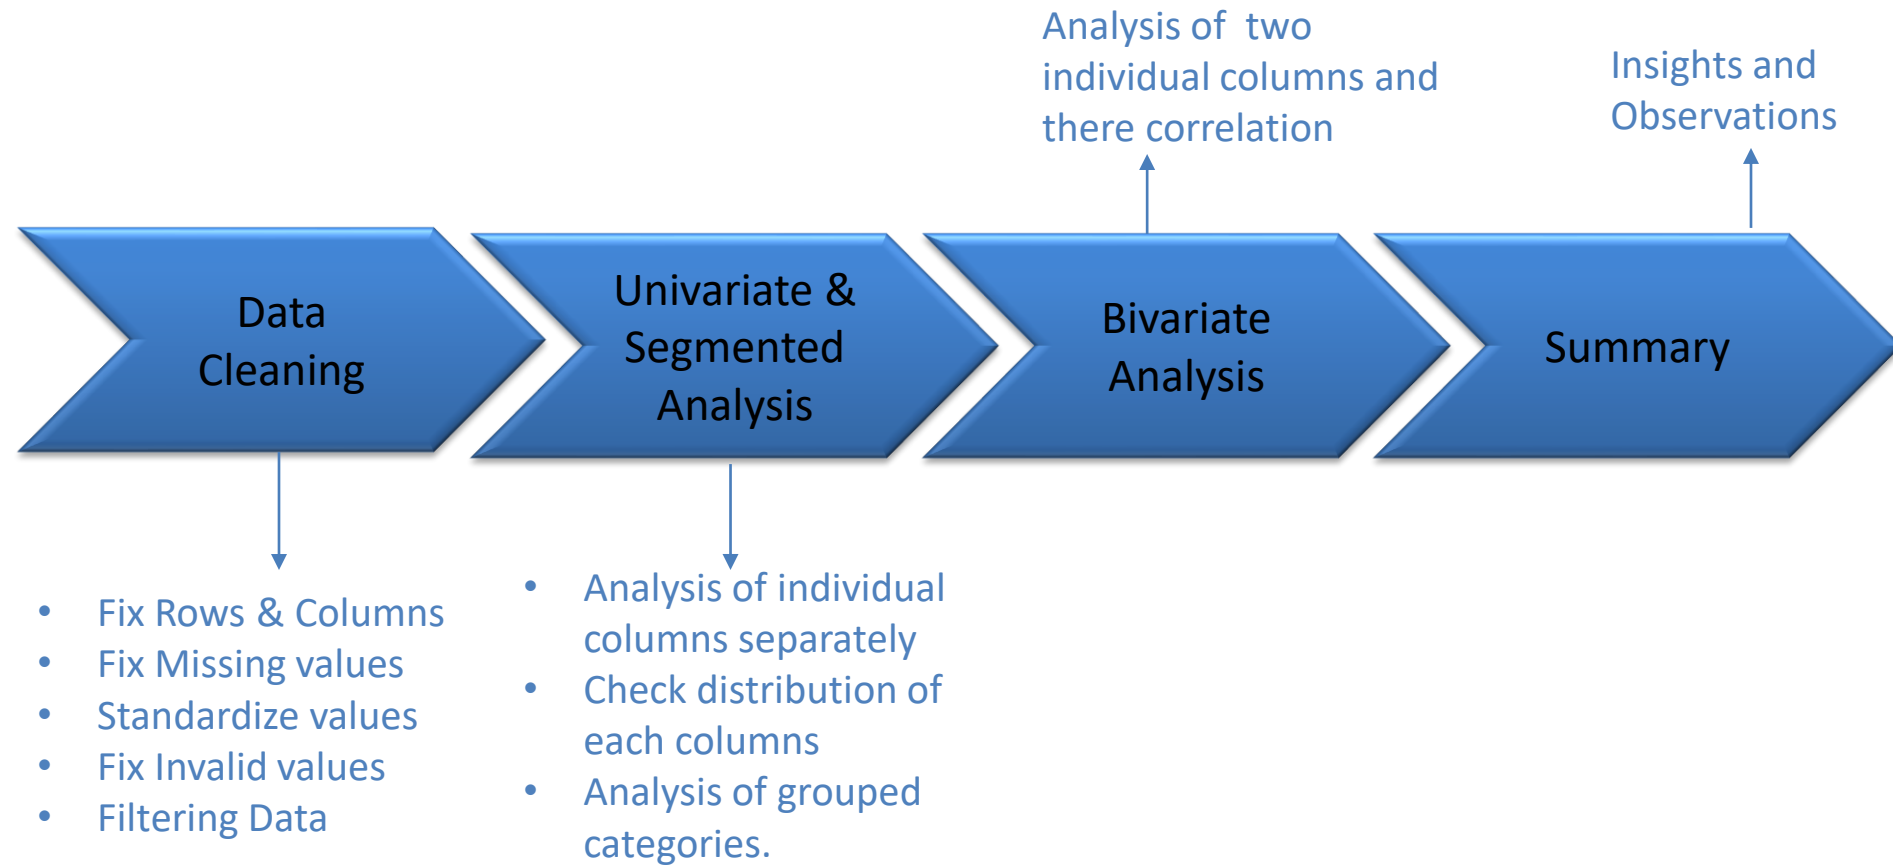 Analysis of  two
individual columns and
there correlation
Insights and
Observations
Data
Cleaning
Univariate &
Segmented
Analysis
Bivariate
Analysis
Summary
• Fix Rows & Columns
• Fix Missing values
• Standardize values
• Fix Invalid values
• Filtering Data
• Analysis of individual
columns separately
• Check distribution of
each columns
• Analysis of grouped
categories.